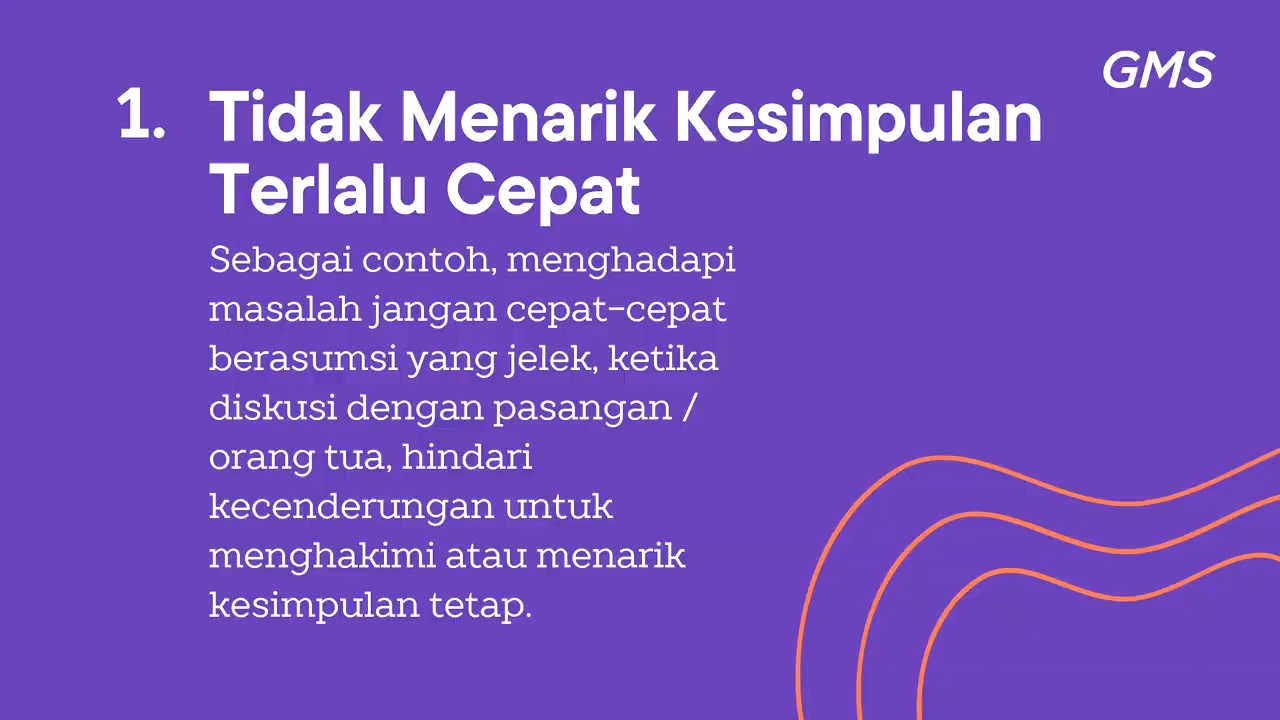 GMS
1. Tidak Menarik Kesimpulan
Terlalu Cepat
Sebagai contoh, menghadapi
masalah jangan cepat-cepat
berasumsi yang jelek, ketika
diskusi dengan pasangan /
orang tua, hindari
kecenderungan untuk
menghakimi atau menarik
kesimpulan tetap.